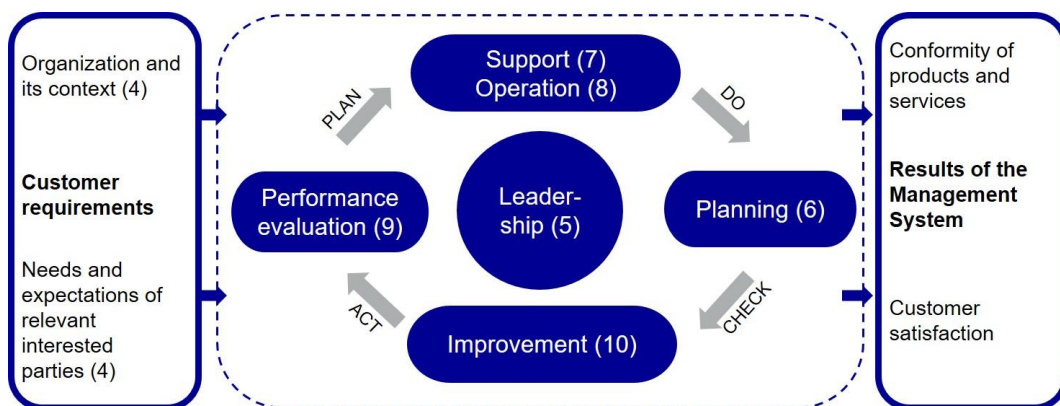 Organization and
its context (4)
Customer
requirements
Needs and
expectations of
relevant
interested
parties (4)
PLAN
Support (7)
Operation (8)
DO
Performance
evaluation (9)
Leader-
ship (5)
Planning (6)
ACT
Improvement (10)
CHECK
Conformity of
products and
services
Results of the
Management
System
Customer
satisfaction